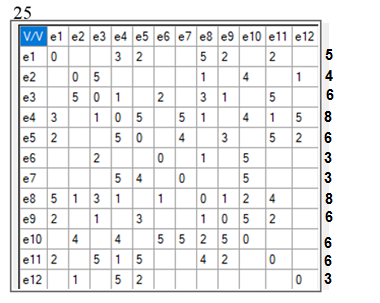 25
V/V e1 e2 e3 e4 e5 e6 e7 e8 e9 e10 e11 e12
e1 0 3 2 5 2 2 5
e2 0 5 1 4 1 4
e3 5 0 1 2 3 1 5 6
e4 3 1 0 5 5 1 4 1 5 8
e5 2 5 0 4 3 5 2 6
e6 2 0 1 5 3
e7 5 4 0 5 3
e8 5 1 3 1 1 0 1 2 4 8
e9 2 1 3 1 0 5 2 6
e10 4 4 5 5 2 5 0 6
e11 2 5 1 5 4 2 0 6
e12 1 5 2 0 3